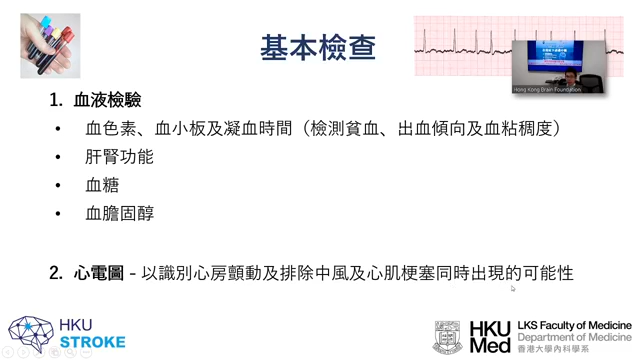 基本檢查
Hong Kong Brain Foundation
1. 血液檢驗
• 血色素、血小板及凝血時間（檢測貧血、出血傾向及血粘稠度）
• 肝腎功能
• 血糖
• 血膽固醇
2. 心電圖 - 以識別心房顫動及排除中風及心肌梗塞同時出現的可能性
HKU
STROKE
HKU
Med
LKS Faculty of Medicine
Department of Medicine
香港大學內科學系